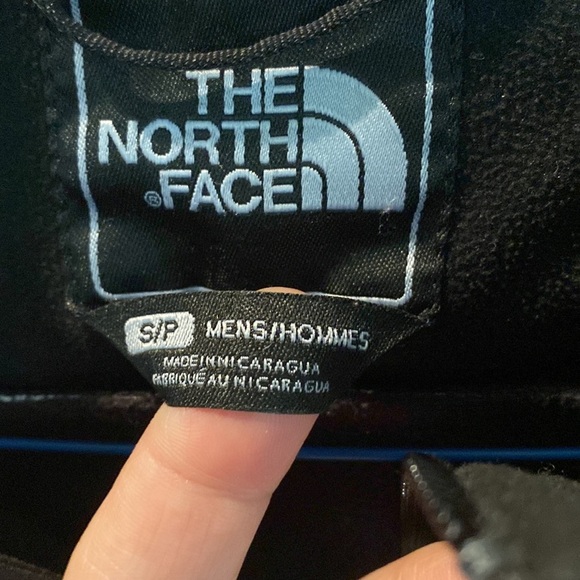 THE
NORTH
FACE
®
S/P MENS/HOMMES
MADE IN NICARAGUA
FABRIQUÉ AU NICARAGUA